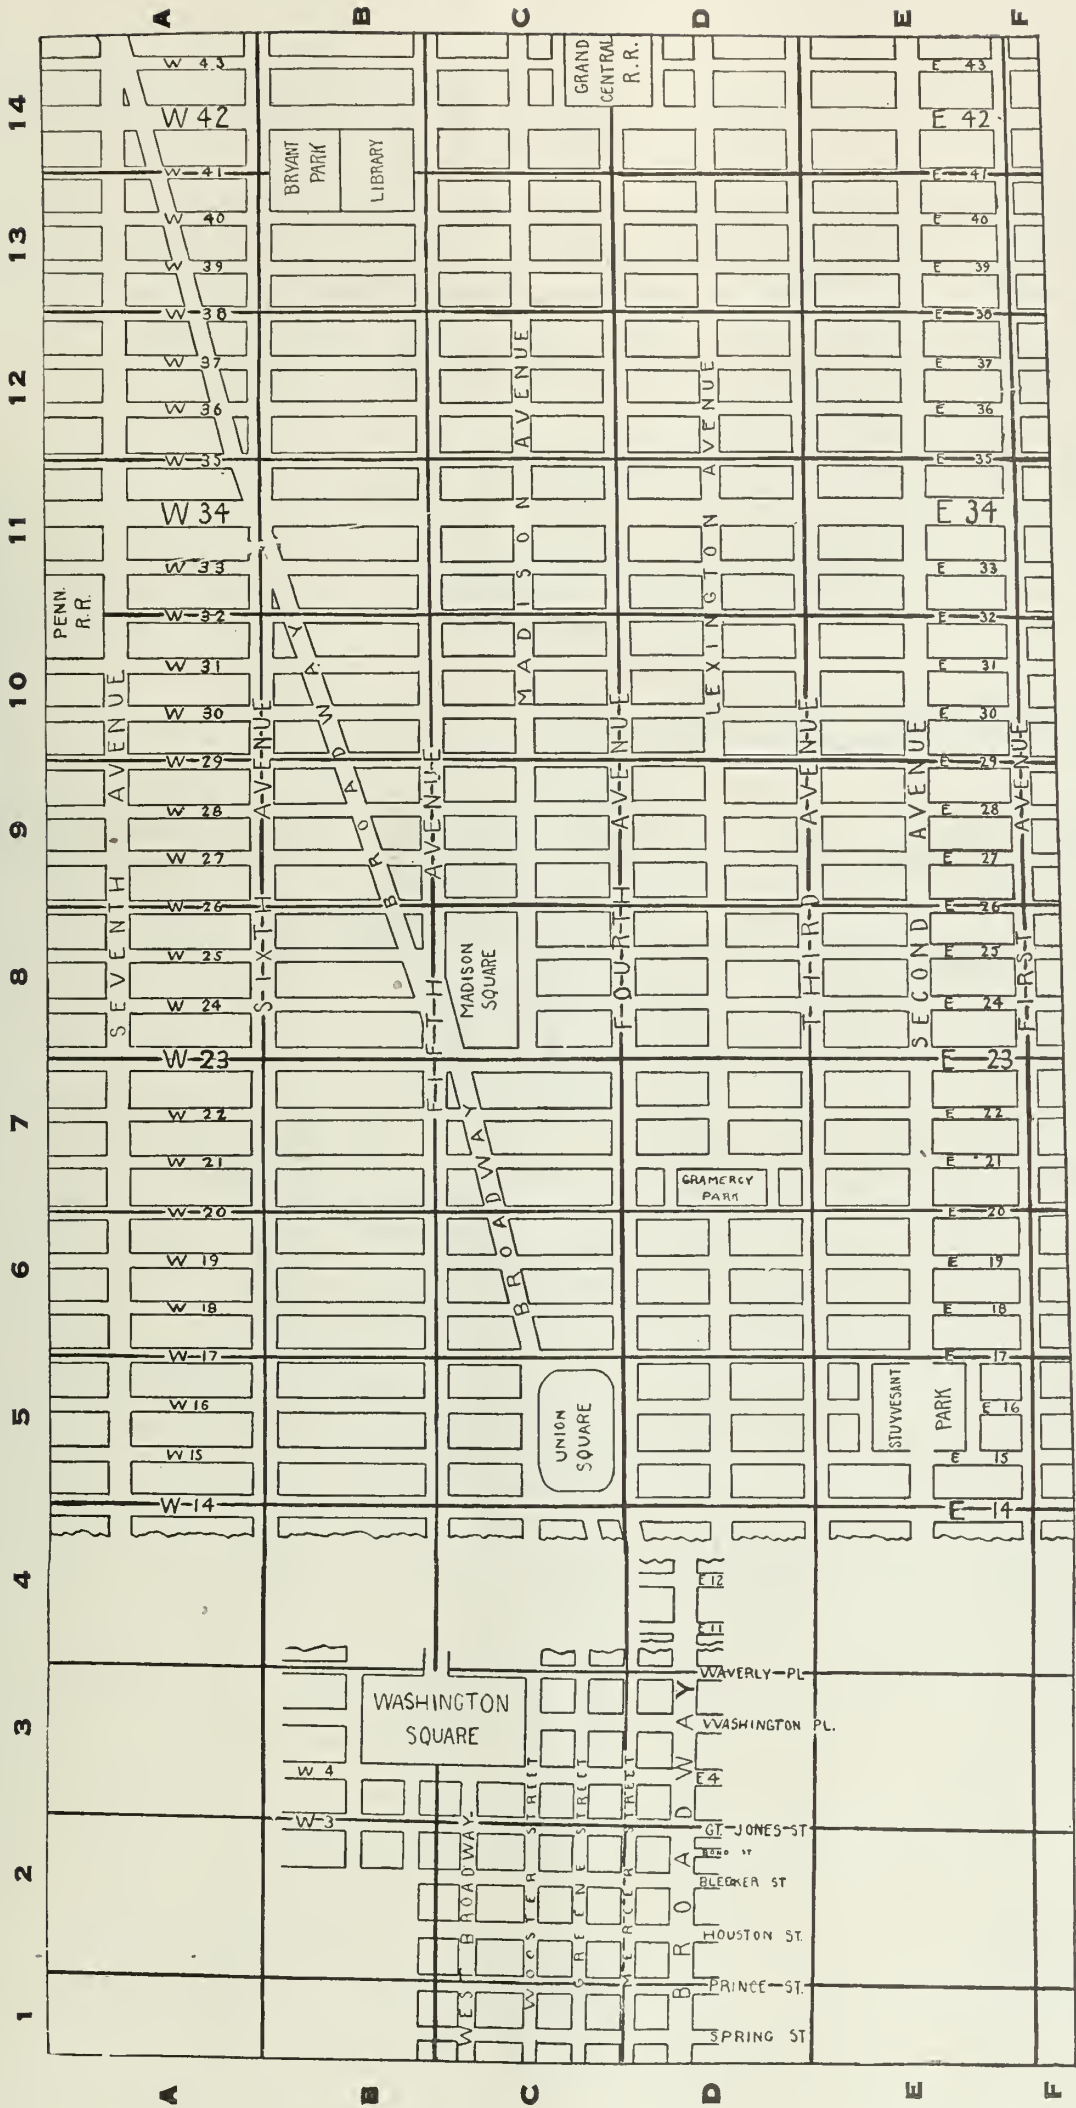 14
13
12
11
10
9
8
7
6
5
4
3
2
1
A
B
C
D
E
F
A
B
C
D
E
F
W 43
W 42
W 41
W 40
W 39
W 38
W 37
W 36
W 35
W 34
W 33
W 32
W 31
W 30
W 29
W 28
W 27
W 26
W 25
W 24
W 23
W 22
W 21
W 20
W 19
W 18
W 17
W 16
W 15
W 14
W 4
W 3
E 43
E 42
E 41
E 40
E 39
E 38
E 37
E 36
E 35
E 34
E 33
E 32
E 31
E 30
E 29
E 28
E 27
E 26
E 25
E 24
E 23
E 22
E 21
E 20
E 19
E 18
E 17
E 16
E 15
E 14
E 12
E 11
WAVERLY PL
WASHINGTON PL.
E 4
GT. JONES ST
BOND ST
BLEEKER ST
HOUSTON ST.
PRINCE ST.
SPRING ST
GRAND
CENTRAL
R.R.
BRYANT
PARK
LIBRARY
PENN.
R.R.
MADISON
SQUARE
GRAMERCY
PARK
UNION
SQUARE
STUYVESANT
PARK
WASHINGTON
SQUARE
SEVENTH AVENUE
SIXTH AVENUE
BROADWAY
FIFTH AVENUE
MADISON AVENUE
FOURTH AVENUE
LEXINGTON AVENUE
THIRD AVENUE
SECOND AVENUE
FIRST AVENUE
BROADWAY
WEST BROADWAY
WOOSTER STREET
GREENE STREET
MERCER STREET
BROADWAY